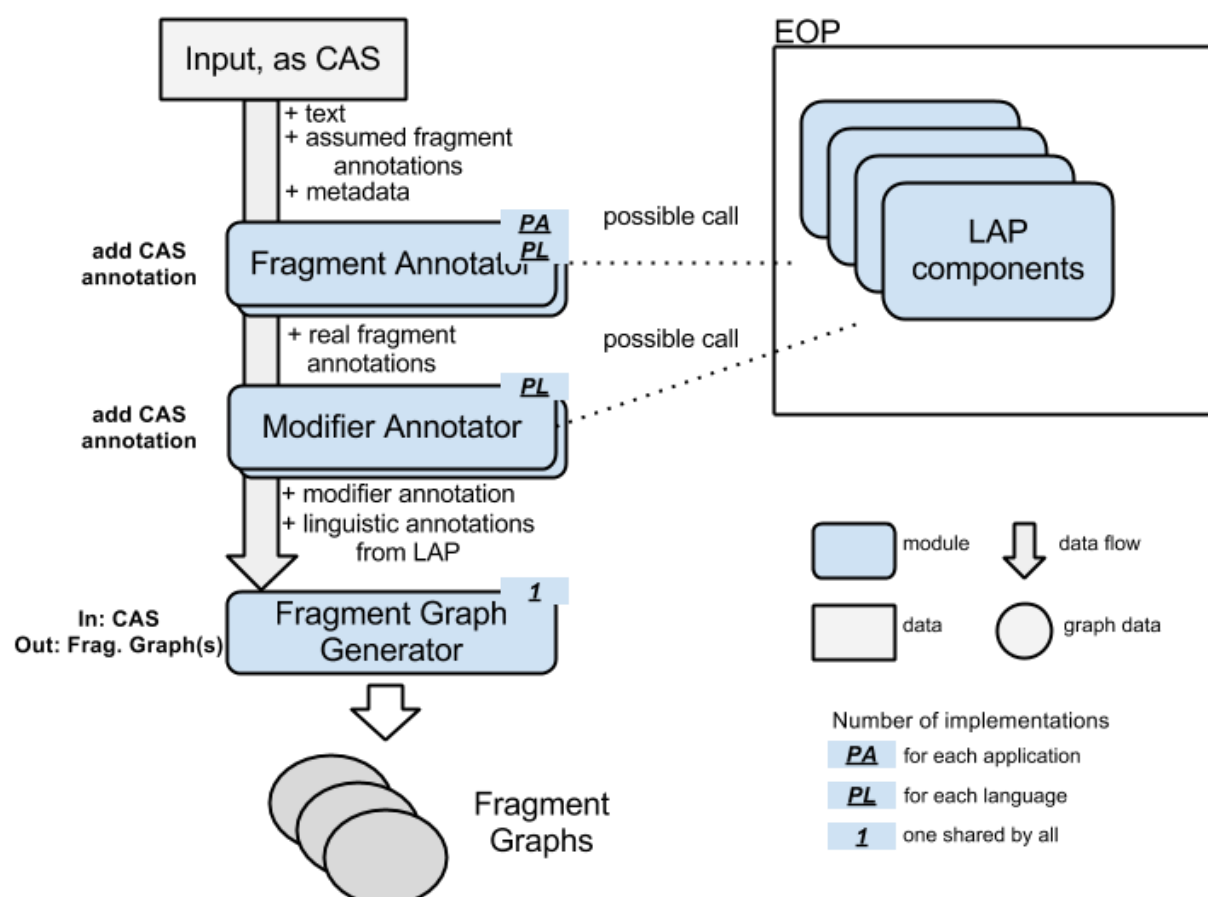 Input, as CAS
EOP
+ text
+ assumed fragment
annotations
+ metadata
PA
PL
possible call
add CAS
annotation
Fragment Annotator
LAP
components
+ real fragment
annotations
possible call
PL
add CAS
annotation
Modifier Annotator
+ modifier annotation
+ linguistic annotations
from LAP
module
data flow
1
In: CAS
Out: Frag. Graph(s)
Fragment Graph
Generator
data
graph data
Number of implementations
PA for each application
PL for each language
1 one shared by all
Fragment
Graphs